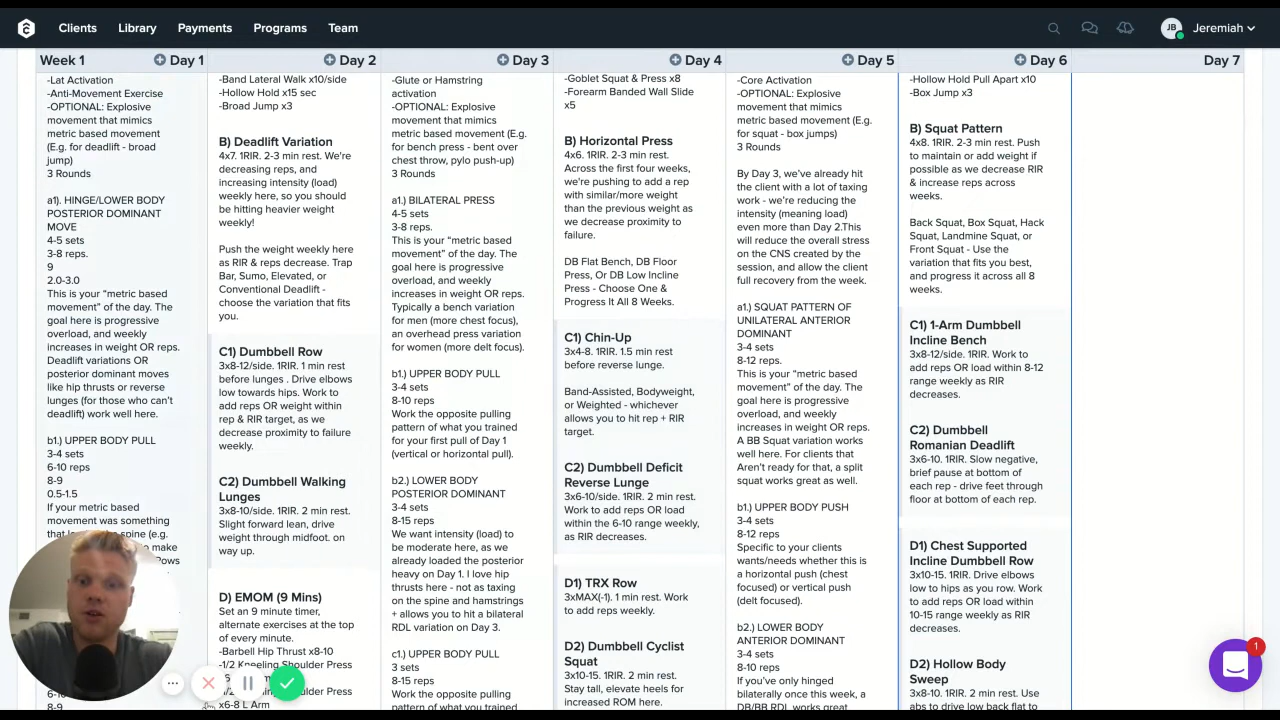 Clients Library Payments Programs Team
JB Jeremiah
Week 1 Day 1 Day 2 Day 3 Day 4 Day 5 Day 6 Day 7
-Lat Activation
-Anti-Movement Exercise
-OPTIONAL: Explosive
movement that mimics
metric based movement
(E.g. for deadlift - broad
jump)
3 Rounds
a1). HINGE/LOWER BODY
POSTERIOR DOMINANT
MOVE
4-5 sets
3-8 reps.
9
2.0-3.0
This is your "metric based
movement" of the day. The
goal here is progressive
overload, and weekly
increases in weight OR reps.
Deadlift variations OR
posterior dominant moves
like hip thrusts or reverse
lunges (for those who can't
deadlift) work well here.
b1.) UPPER BODY PULL
3-4 sets
6-10 reps
8-9
0.5-1.5
If your metric based
movement was something
spine (e.g.
to make
8-9
-Band Lateral Walk x10/side
-Hollow Hold x15 sec
-Broad Jump x3
B) Deadlift Variation
4x7. 1RIR. 2-3 min rest. We're
decreasing reps, and
increasing intensity (load)
weekly here, so you should
be hitting heavier weight
weekly!
Push the weight weekly here
as RIR & reps decrease. Trap
Bar, Sumo, Elevated, or
Conventional Deadlift -
choose the variation that fits
you.
C1) Dumbbell Row
3x8-12/side. 1RIR. 1 min rest
before lunges . Drive elbows
low towards hips. Work to
add reps OR weight within
rep & RIR target, as we
decrease proximity to failure
weekly.
C2) Dumbbell Walking
Lunges
3x8-10/side. 1RIR. 2 min rest.
Slight forward lean, drive
weight through midfoot. on
way up.
D) EMOM (9 Mins)
Set an 9 minute timer,
alternate exercises at the top
of every minute.
-Barbell Hip Thrust x8-10
-1/2 Kneeling Shoulder Press
Shoulder Press
x6-8 L Arm
-Glute or Hamstring
activation
-OPTIONAL: Explosive
movement that mimics
metric based movement (E.g.
for bench press - bent over
chest throw, pylo push-up)
3 Rounds
a1.) BILATERAL PRESS
4-5 sets
3-8 reps.
This is your "metric based
movement" of the day. The
goal here is progressive
overload, and weekly
increases in weight OR reps.
Typically a bench variation
for men (more chest focus),
an overhead press variation
for women (more delt focus).
b1.) UPPER BODY PULL
3-4 sets
8-10 reps
Work the opposite pulling
pattern of what you trained
for your first pull of Day 1
(vertical or horizontal pull).
b2.) LOWER BODY
POSTERIOR DOMINANT
3-4 sets
8-15 reps
We want intensity (load) to
be moderate here, as we
already loaded the posterior
heavy on Day 1. I love hip
thrusts here - not as taxing
on the spine and hamstrings
+ allows you to hit a bilateral
RDL variation on Day 3.
c1.) UPPER BODY PULL
3 sets
8-15 reps
Work the opposite pulling
pattern of what you trained
-Goblet Squat & Press x8
-Forearm Banded Wall Slide
x5
B) Horizontal Press
4x6. 1RIR. 2-3 min rest.
Across the first four weeks,
we're pushing to add a rep
with similar/more weight
than the previous weight as
we decrease proximity to
failure.
DB Flat Bench, DB Floor
Press, Or DB Low Incline
Press - Choose One &
Progress It All 8 Weeks.
C1) Chin-Up
3x4-8. 1RIR. 1.5 min rest
before reverse lunge.
Band-Assisted, Bodyweight,
or Weighted - whichever
allows you to hit rep + RIR
target.
C2) Dumbbell Deficit
Reverse Lunge
3x6-10/side. 1RIR. 2 min rest.
Work to add reps OR load
within the 6-10 range weekly,
as RIR decreases.
D1) TRX Row
3xMAX(-1). 1 min rest. Work
to add reps weekly.
D2) Dumbbell Cyclist
Squat
3x10-15. 1RIR. 2 min rest.
Stay tall, elevate heels for
increased ROM here.
-Core Activation
-OPTIONAL: Explosive
movement that mimics
metric based movement (E.g.
for squat - box jumps)
3 Rounds
By Day 3, we've already hit
the client with a lot of taxing
work - we're reducing the
intensity (meaning load)
even more than Day 2.This
will reduce the overall stress
on the CNS created by the
session, and allow the client
full recovery from the week.
a1.) SQUAT PATTERN OF
UNILATERAL ANTERIOR
DOMINANT
3-4 sets
8-12 reps.
This is your "metric based
movement" of the day. The
goal here is progressive
overload, and weekly
increases in weight OR reps.
A BB Squat variation works
well here. For clients that
Aren't ready for that, a split
squat works great as well.
b1.) UPPER BODY PUSH
3-4 sets
8-12 reps
Specific to your clients
wants/needs whether this is
a horizontal push (chest
focused) or vertical push
(delt focused).
b2.) LOWER BODY
ANTERIOR DOMINANT
3-4 sets
8-10 reps
If you've only hinged
bilaterally once this week, a
DB/BB RDL works great
-Hollow Hold Pull Apart x10
-Box Jump x3
B) Squat Pattern
4x8. 1RIR. 2-3 min rest. Push
to maintain or add weight if
possible as we decrease RIR
& increase reps across
weeks.
Back Squat, Box Squat, Hack
Squat, Landmine Squat, or
Front Squat - Use the
variation that fits you best,
and progress it across all 8
weeks.
C1) 1-Arm Dumbbell
Incline Bench
3x8-12/side. 1RIR. Work to
add reps OR load within 8-12
range weekly as RIR
decreases.
C2) Dumbbell
Romanian Deadlift
3x6-10. 1RIR. Slow negative,
brief pause at bottom of
each rep - drive feet through
floor at bottom of each rep.
D1) Chest Supported
Incline Dumbbell Row
3x10-15. 1RIR. Drive elbows
low to hips as you row. Work
to add reps OR load within
10-15 range weekly as RIR
decreases.
D2) Hollow Body
Sweep
3x8-10. 1RIR. 2 min rest. Use
abs to drive low back flat to
1